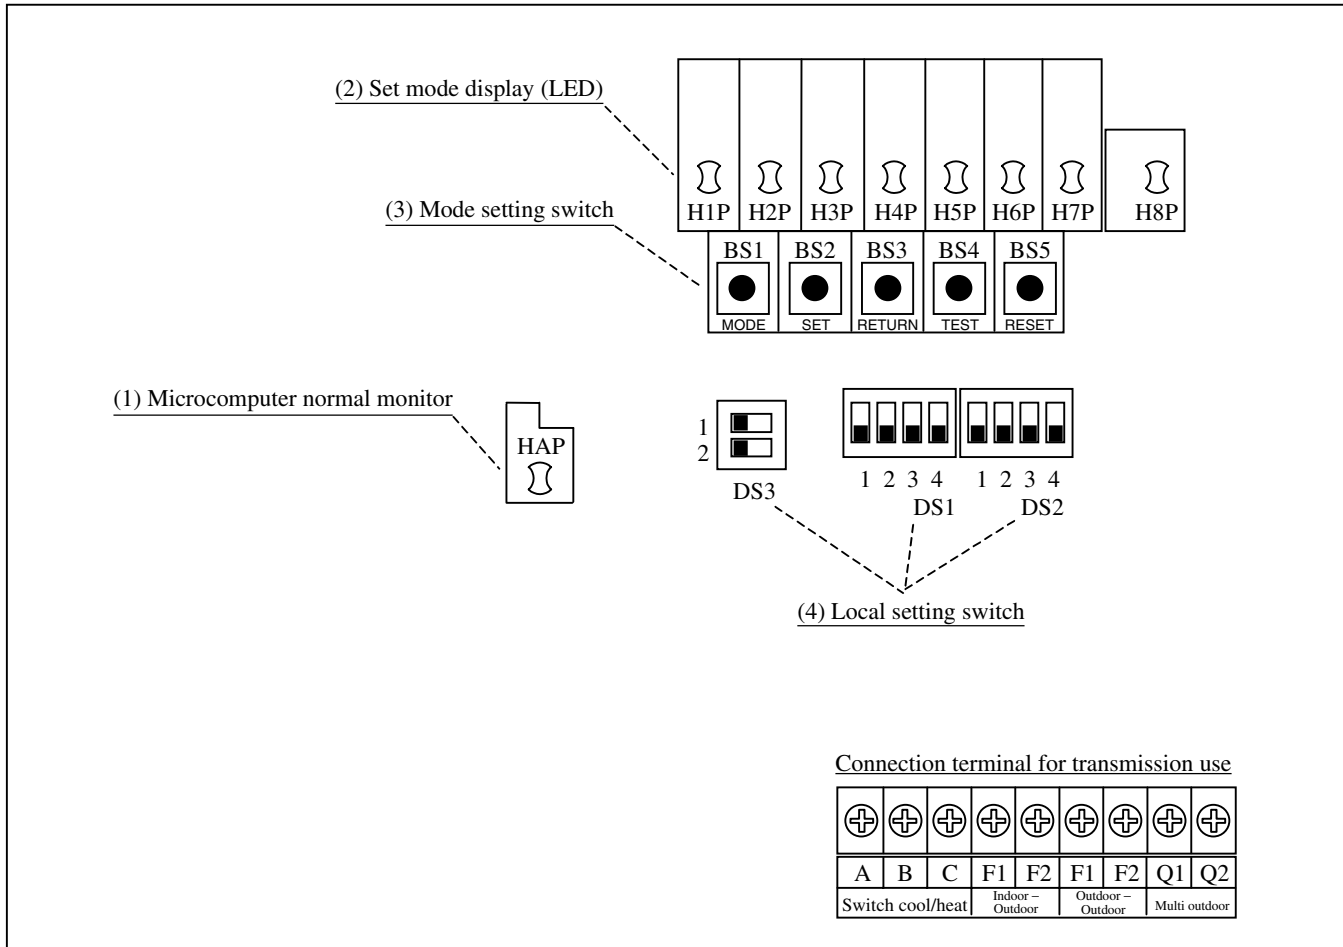 (2) Set mode display (LED)
H1P H2P H3P H4P H5P H6P H7P H8P
(3) Mode setting switch
BS1 BS2 BS3 BS4 BS5
MODE SET RETURN TEST RESET
(1) Microcomputer normal monitor
HAP
1
2
DS3
1 2 3 4 1 2 3 4
DS1 DS2
(4) Local setting switch
Connection terminal for transmission use
A B C F1 F2 F1 F2 Q1 Q2
Switch cool/heat
Indoor –
Outdoor
Outdoor –
Outdoor
Multi outdoor